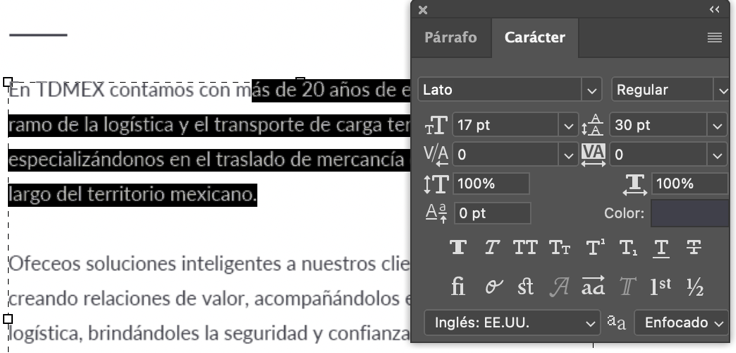 Párrafo
Carácter
Lato
Regular
17 pt
30 pt
0
0
100%
100%
0 pt
Color:
fi
st
A
aa
T
1st
½
Inglés: EE.UU.
aa
Enfocado
En TDMEX contamos con más de 20 años de e
ramo de la logística y el transporte de carga ter
especializándonos en el traslado de mercancía
largo del territorio mexicano.
Ofeceos soluciones inteligentes a nuestros clie
creando relaciones de valor, acompañándolos e
logística, brindándoles la seguridad y confianza